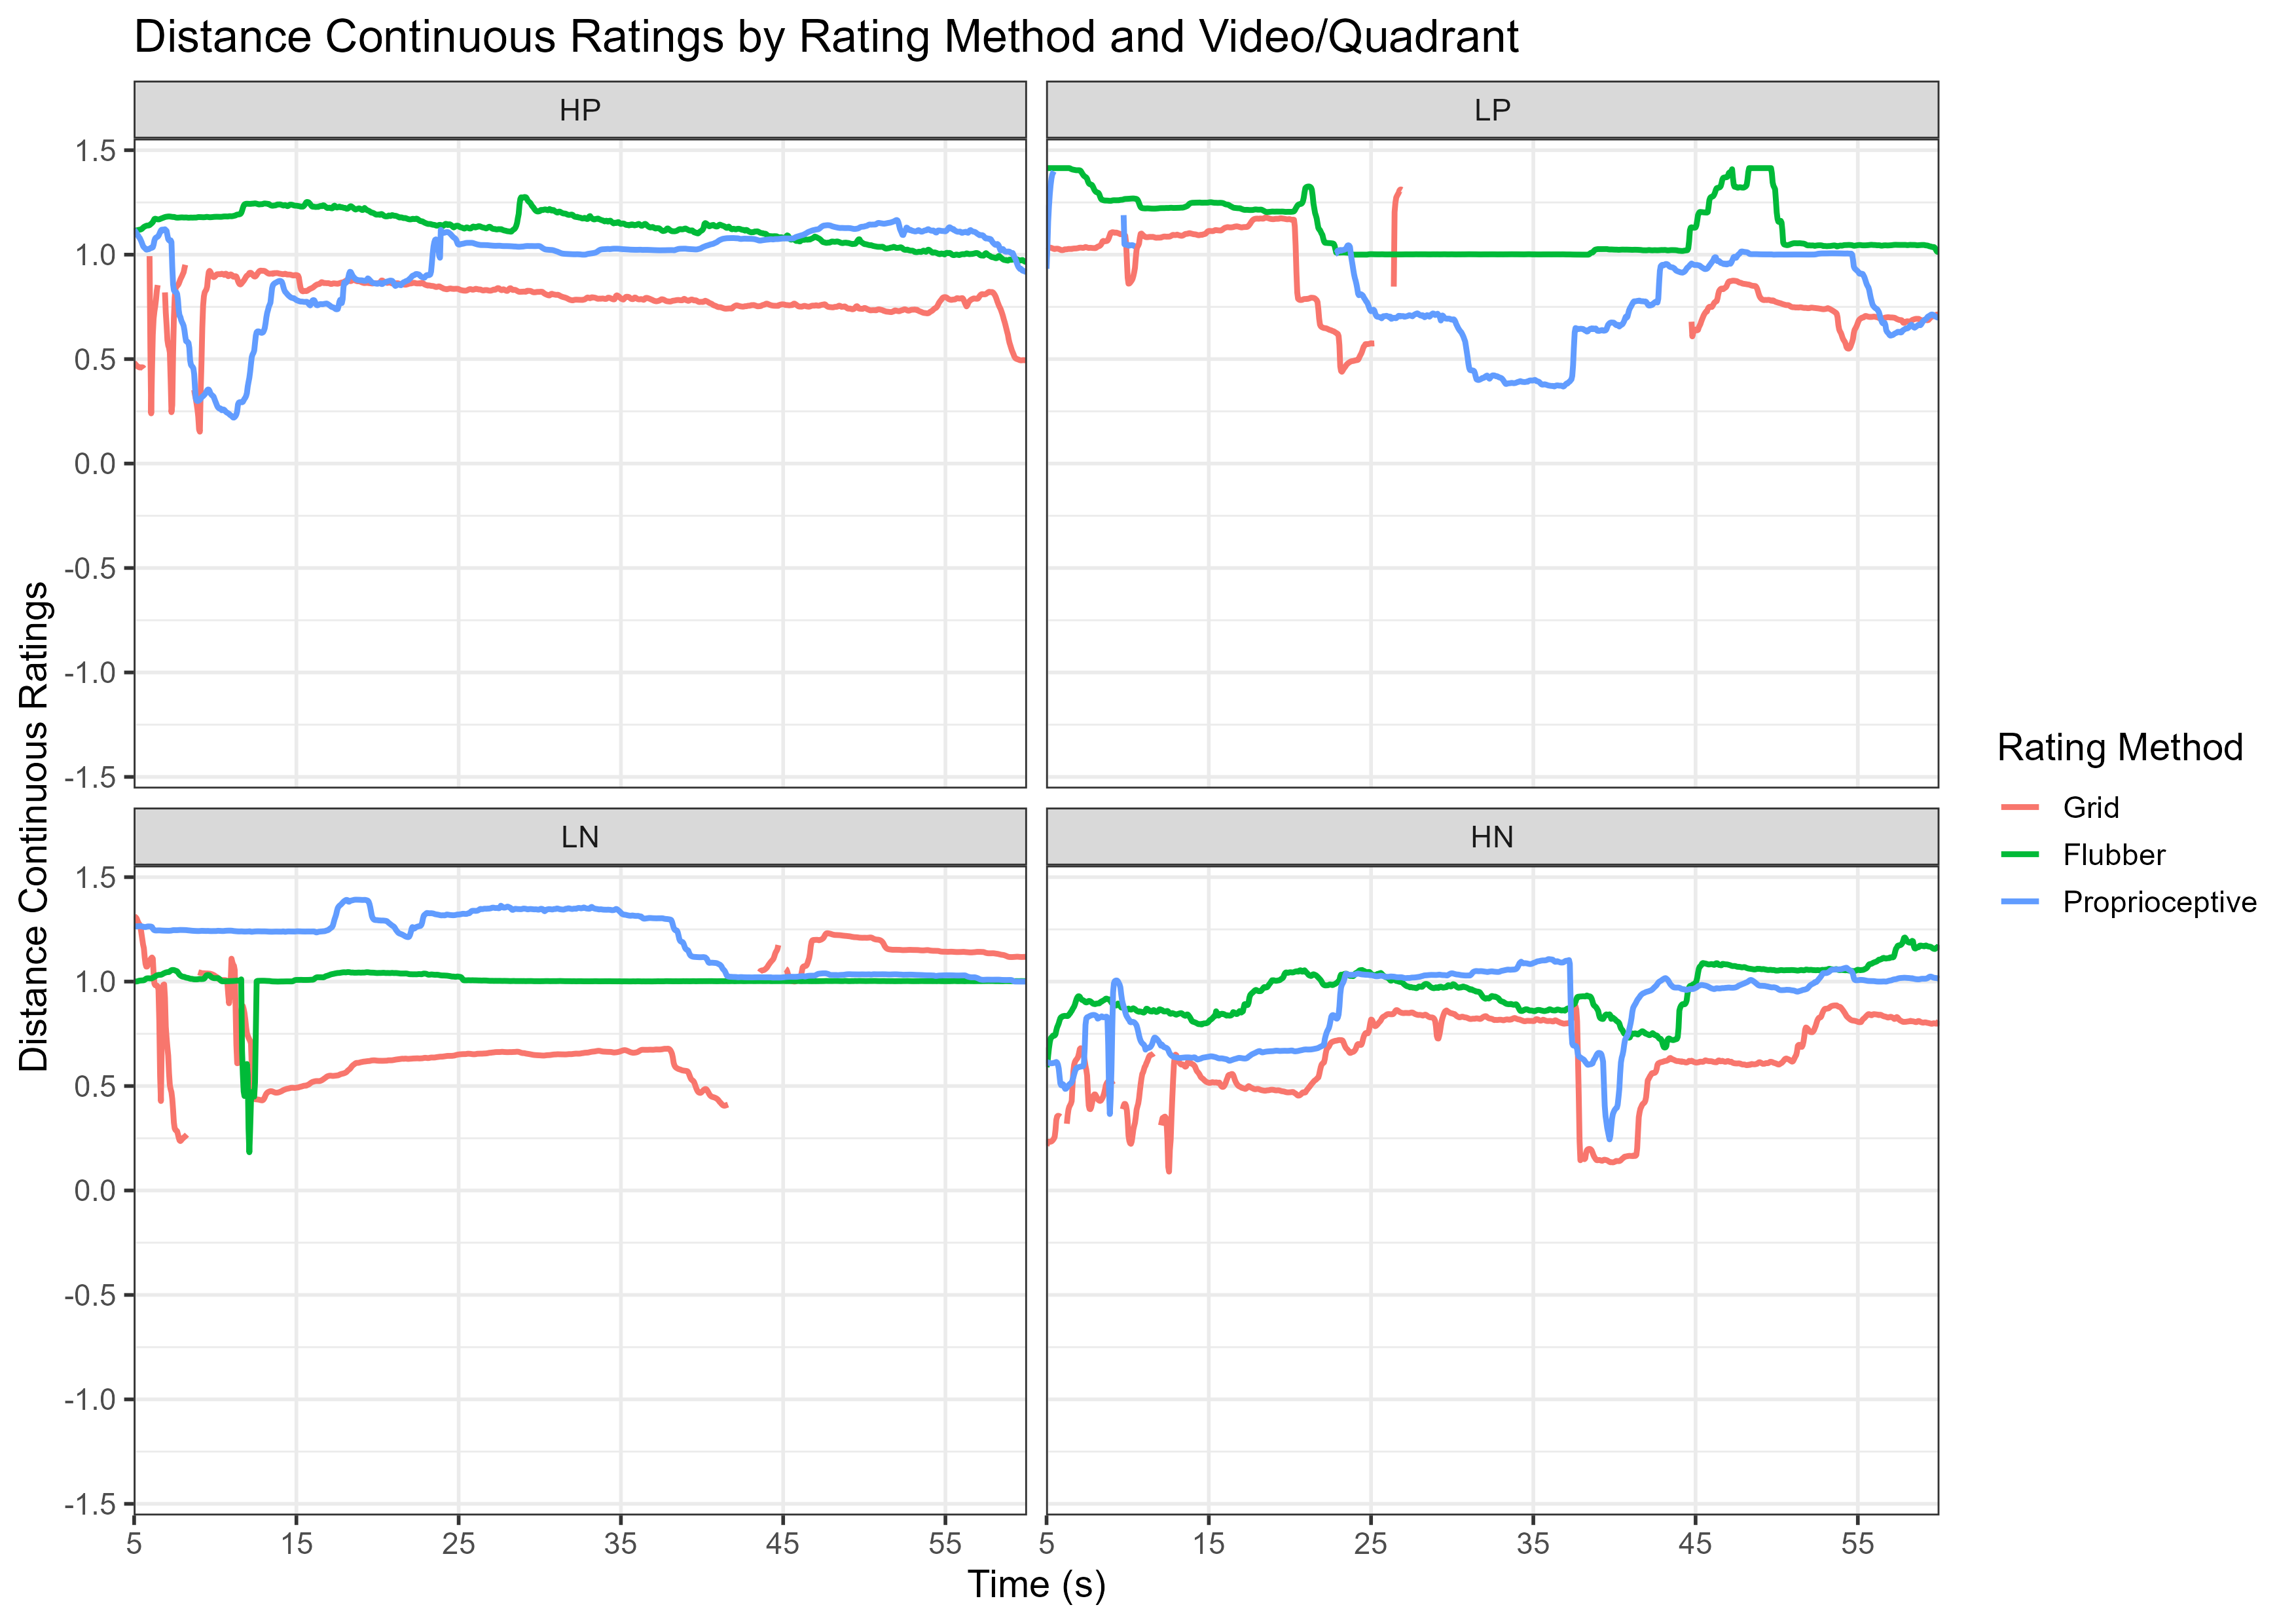 Distance Continuous Ratings by Rating Method and Video/Quadrant
HP
LP
1.5
1.0
0.5
0.0
-0.5
-1.0
-1.5
LN
HN
1.5
1.0
0.5
0.0
-0.5
-1.0
-1.5
5 15 25 35 45 55
5 15 25 35 45 55
Time (s)
Distance Continuous Ratings
Rating Method
Grid
Flubber
Proprioceptive